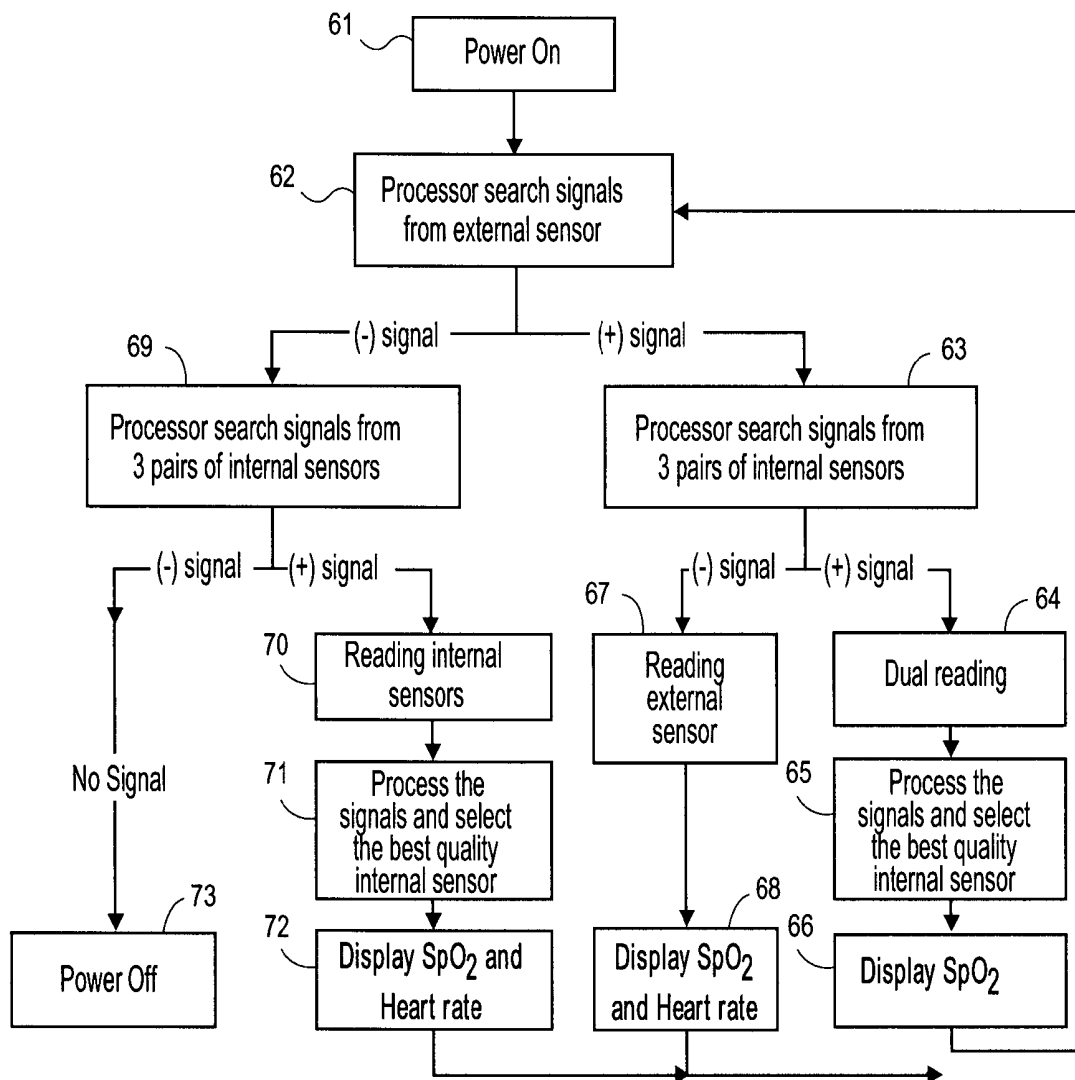 61
Power On
62
Processor search signals
from external sensor
(-) signal
(+) signal
69
63
Processor search signals from
3 pairs of internal sensors
Processor search signals from
3 pairs of internal sensors
(-) signal
(+) signal
(-) signal
(+) signal
67
64
70
Reading internal
sensors
Reading
external
sensor
Dual reading
No Signal
71
Process the
signals and select
the best quality
internal sensor
65
Process the
signals and select
the best quality
internal sensor
73
Power Off
72
Display SpO2 and
Heart rate
68
Display SpO2
and Heart rate
66
Display SpO2